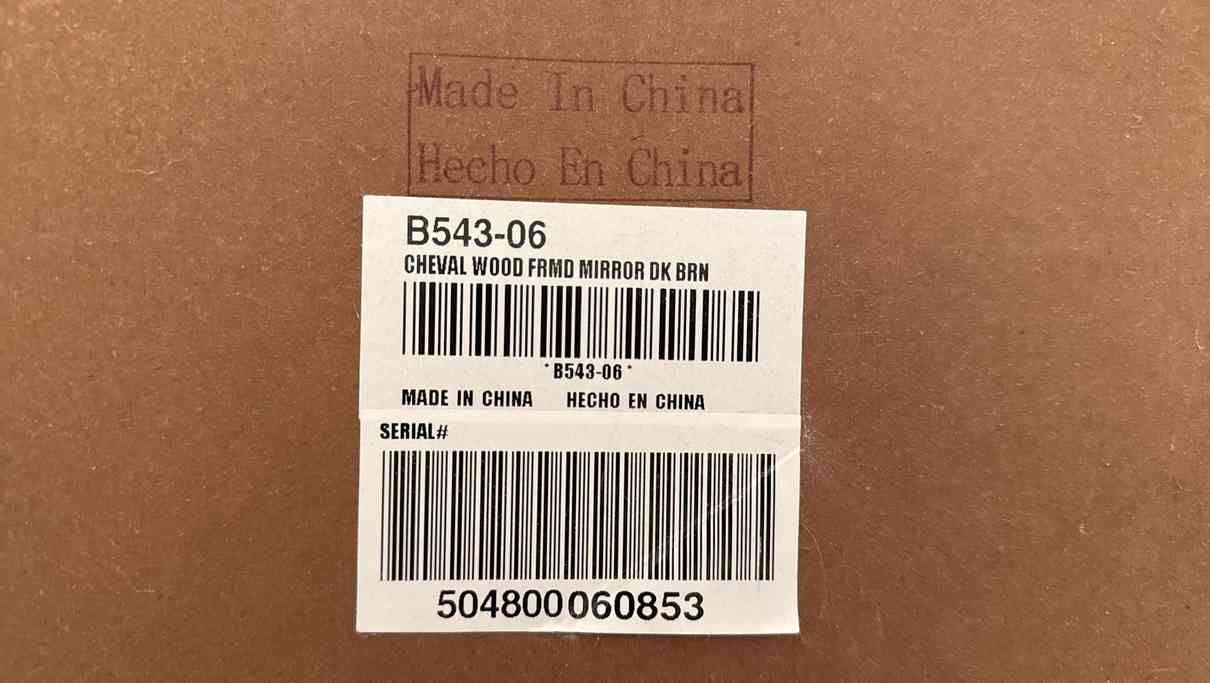 Made In China
Hecho En China
B543-06
CHEVAL WOOD FRMD MIRROR DK BRN
*B543-06*
MADE IN CHINA HECHO EN CHINA
SERIAL#
504800060853